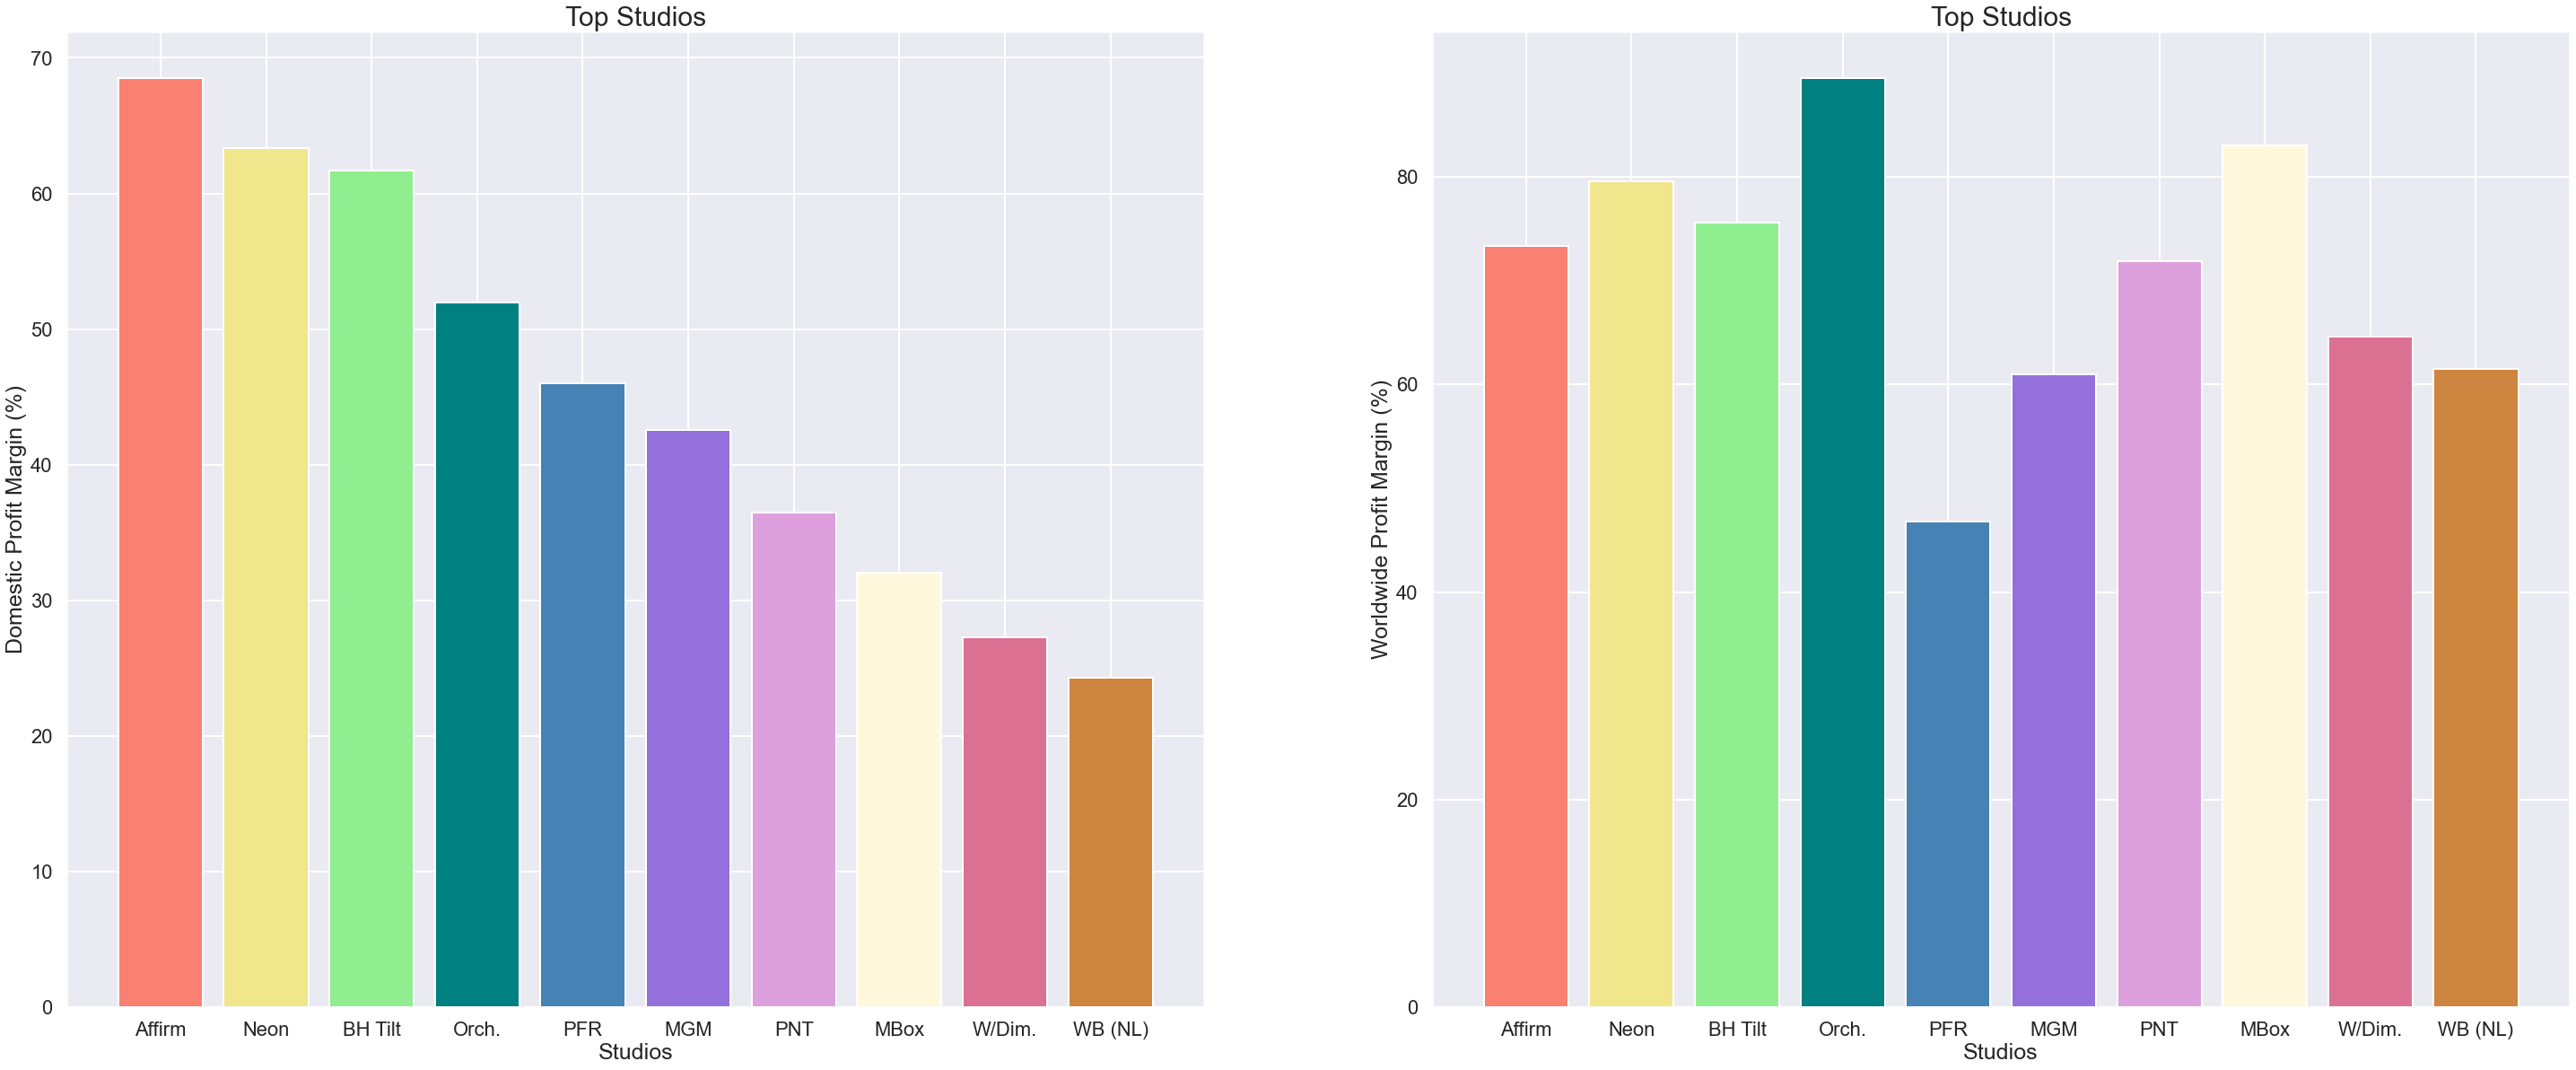 Top Studios
70
60
50
40
30
20
10
0
Domestic Profit Margin (%)
Affirm Neon BH Tilt Orch. PFR MGM PNT MBox W/Dim. WB (NL)
Studios
Top Studios
80
60
40
20
0
Worldwide Profit Margin (%)
Affirm Neon BH Tilt Orch. PFR MGM PNT MBox W/Dim. WB (NL)
Studios